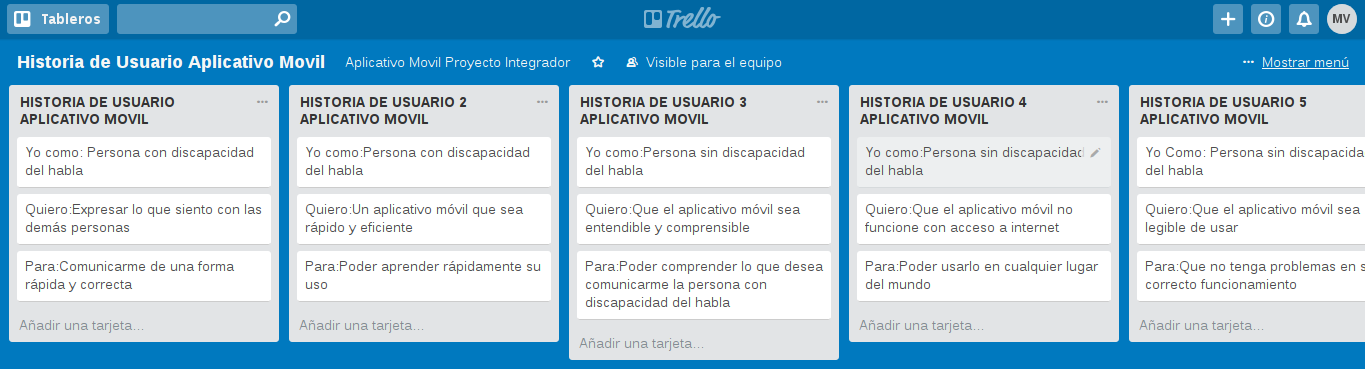 Tableros
Trello
MV
Historia de Usuario Aplicativo Movil
Aplicativo Movil Proyecto Integrador
Visible para el equipo
Mostrar menú
HISTORIA DE USUARIO
APLICATIVO MOVIL
Yo como: Persona con discapacidad
del habla
Quiero:Expresar lo que siento con las
demás personas
Para:Comunicarme de una forma
rápida y correcta
Añadir una tarjeta...
HISTORIA DE USUARIO 2
APLICATIVO MOVIL
Yo como:Persona con discapacidad
del habla
Quiero:Un aplicativo móvil que sea
rápido y eficiente
Para:Poder aprender rápidamente su
uso
Añadir una tarjeta...
HISTORIA DE USUARIO 3
APLICATIVO MOVIL
Yo como:Persona sin discapacidad
del habla
Quiero:Que el aplicativo móvil sea
entendible y comprensible
Para:Poder comprender lo que desea
comunicarme la persona con
discapacidad del habla
Añadir una tarjeta...
HISTORIA DE USUARIO 4
APLICATIVO MOVIL
Yo como:Persona sin discapacidad
del habla
Quiero:Que el aplicativo móvil no
funcione con acceso a internet
Para:Poder usarlo en cualquier lugar
del mundo
Añadir una tarjeta...
HISTORIA DE USUARIO 5
APLICATIVO MOVIL
Yo Como: Persona sin discapacida
del habla
Quiero:Que el aplicativo móvil sea
legible de usar
Para:Que no tenga problemas en s
correcto funcionamiento
Añadir una tarjeta...